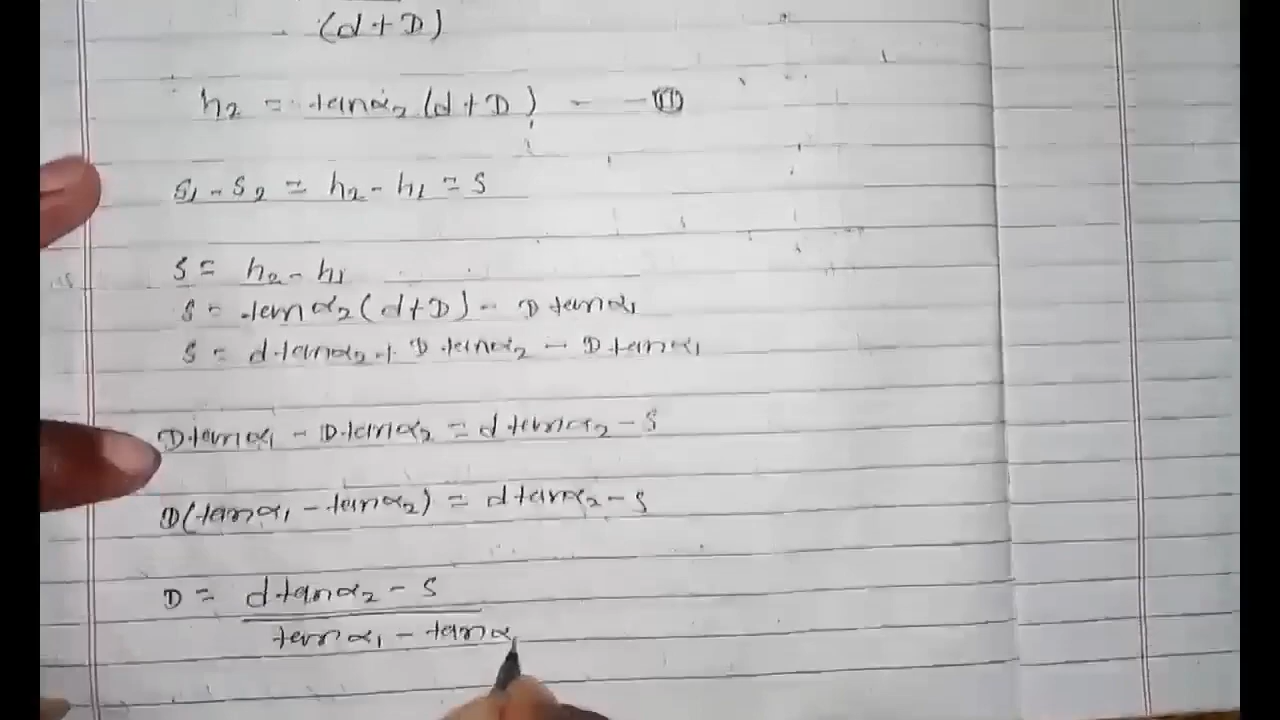 (d+D)
h2 = tanα2 (d+D) - - II
S1 - S2 = h2 - h1 = S
S = h2 - h1
S = tanα2 (d+D) - D tanα1
S = d tanα2 + D tanα2 - D tanα1
D tanα1 - D tanα2 = d tanα2 - S
D(tanα1 - tanα2) = d tanα2 - S
D = d tanα2 - S
tanα1 - tanα